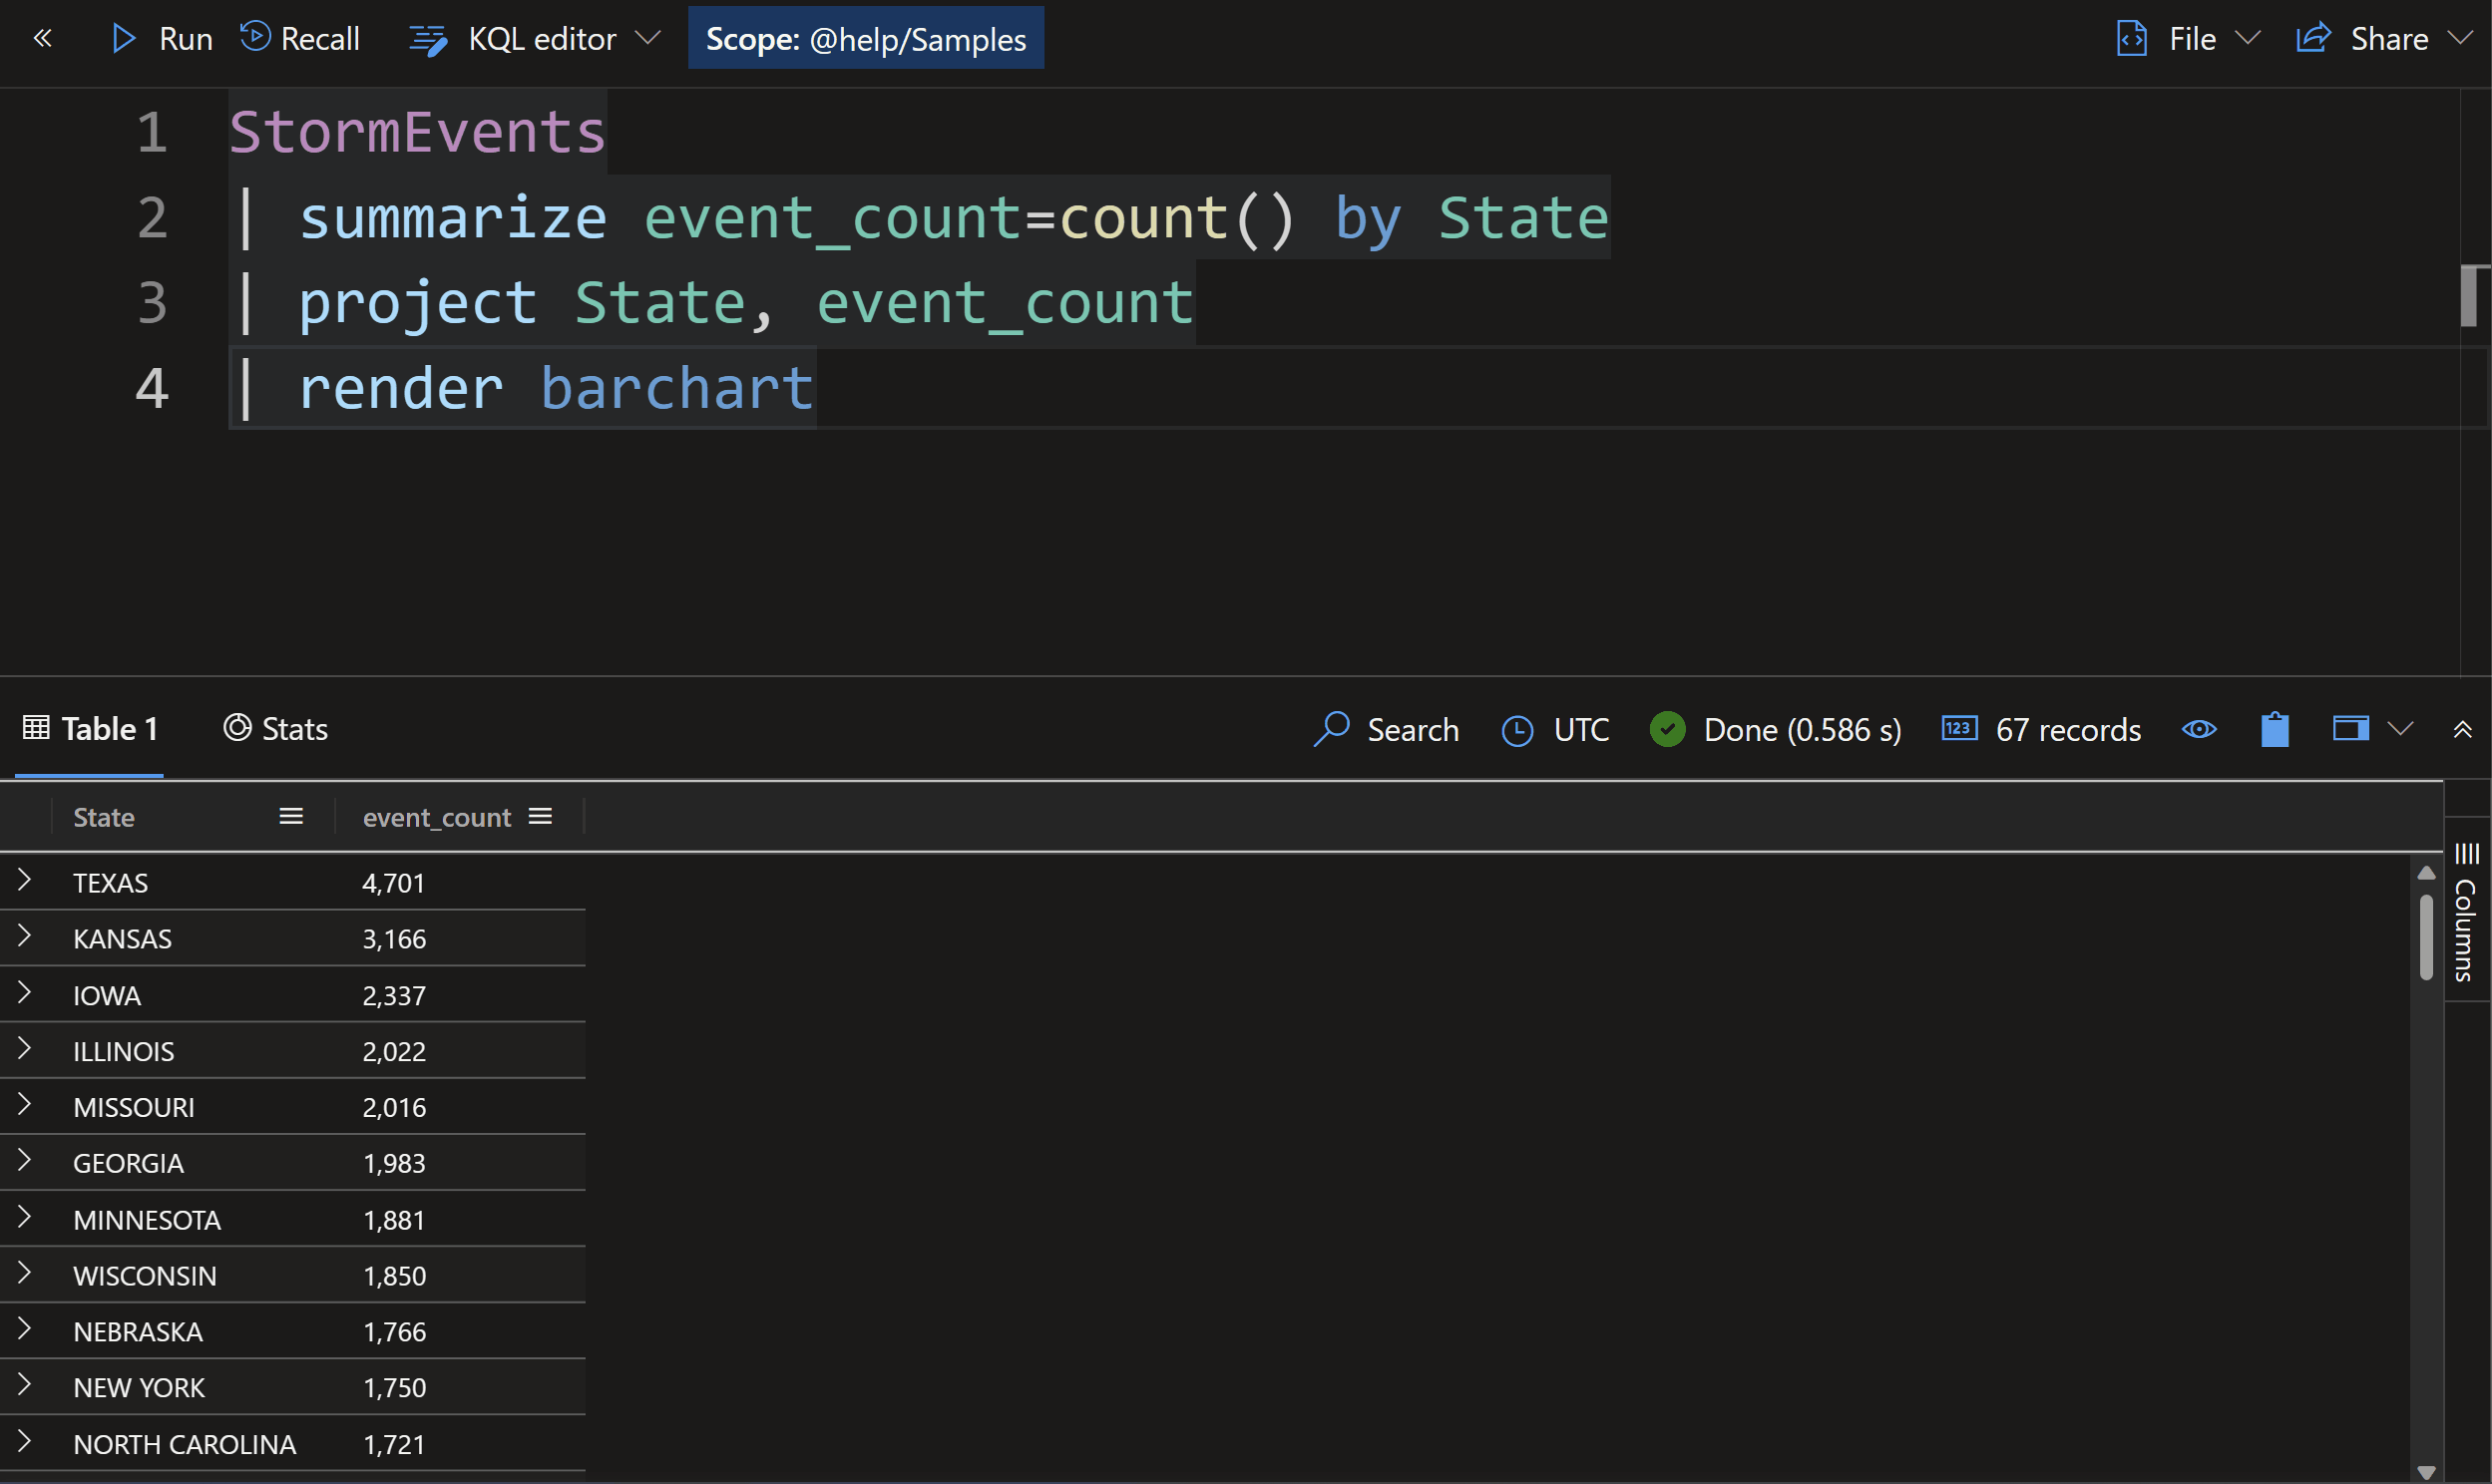 Run Recall KQL editor Scope: @help/Samples File Share
1 StormEvents
2 | summarize event_count=count() by State
3 | project State, event_count
4 | render barchart
Table 1 Stats Search UTC Done (0.586 s) 123 67 records
State event_count
TEXAS 4,701
KANSAS 3,166
IOWA 2,337
ILLINOIS 2,022
MISSOURI 2,016
GEORGIA 1,983
MINNESOTA 1,881
WISCONSIN 1,850
NEBRASKA 1,766
NEW YORK 1,750
NORTH CAROLINA 1,721
Columns